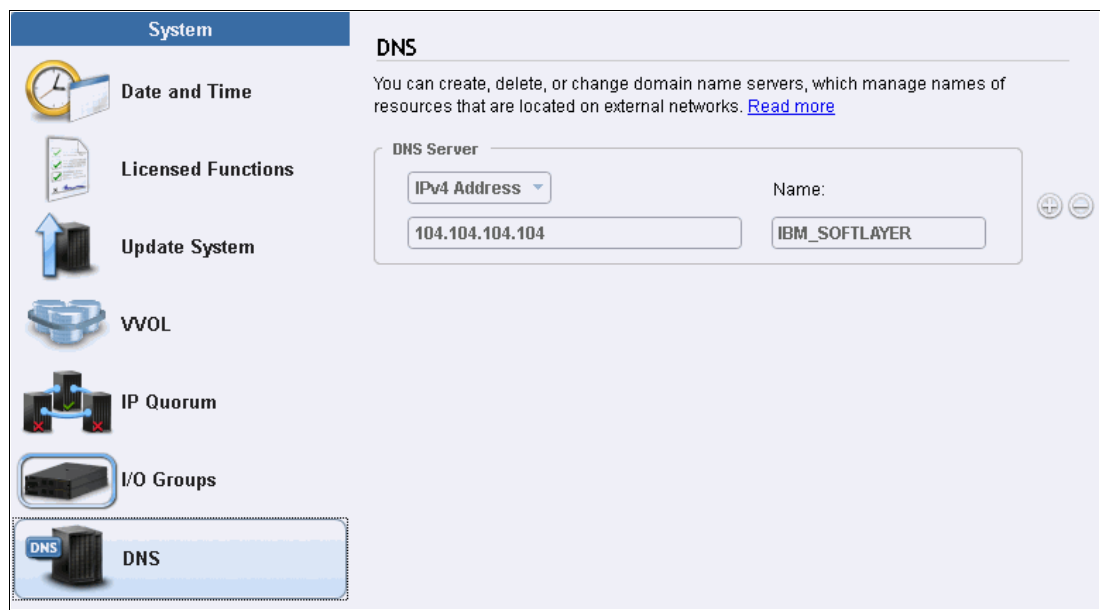 System
Date and Time
Licensed Functions
Update System
VVOL
IP Quorum
I/O Groups
DNS
DNS
DNS
You can create, delete, or change domain name servers, which manage names of
resources that are located on external networks. Read more
DNS Server
IPv4 Address
Name:
104.104.104.104
IBM_SOFTLAYER